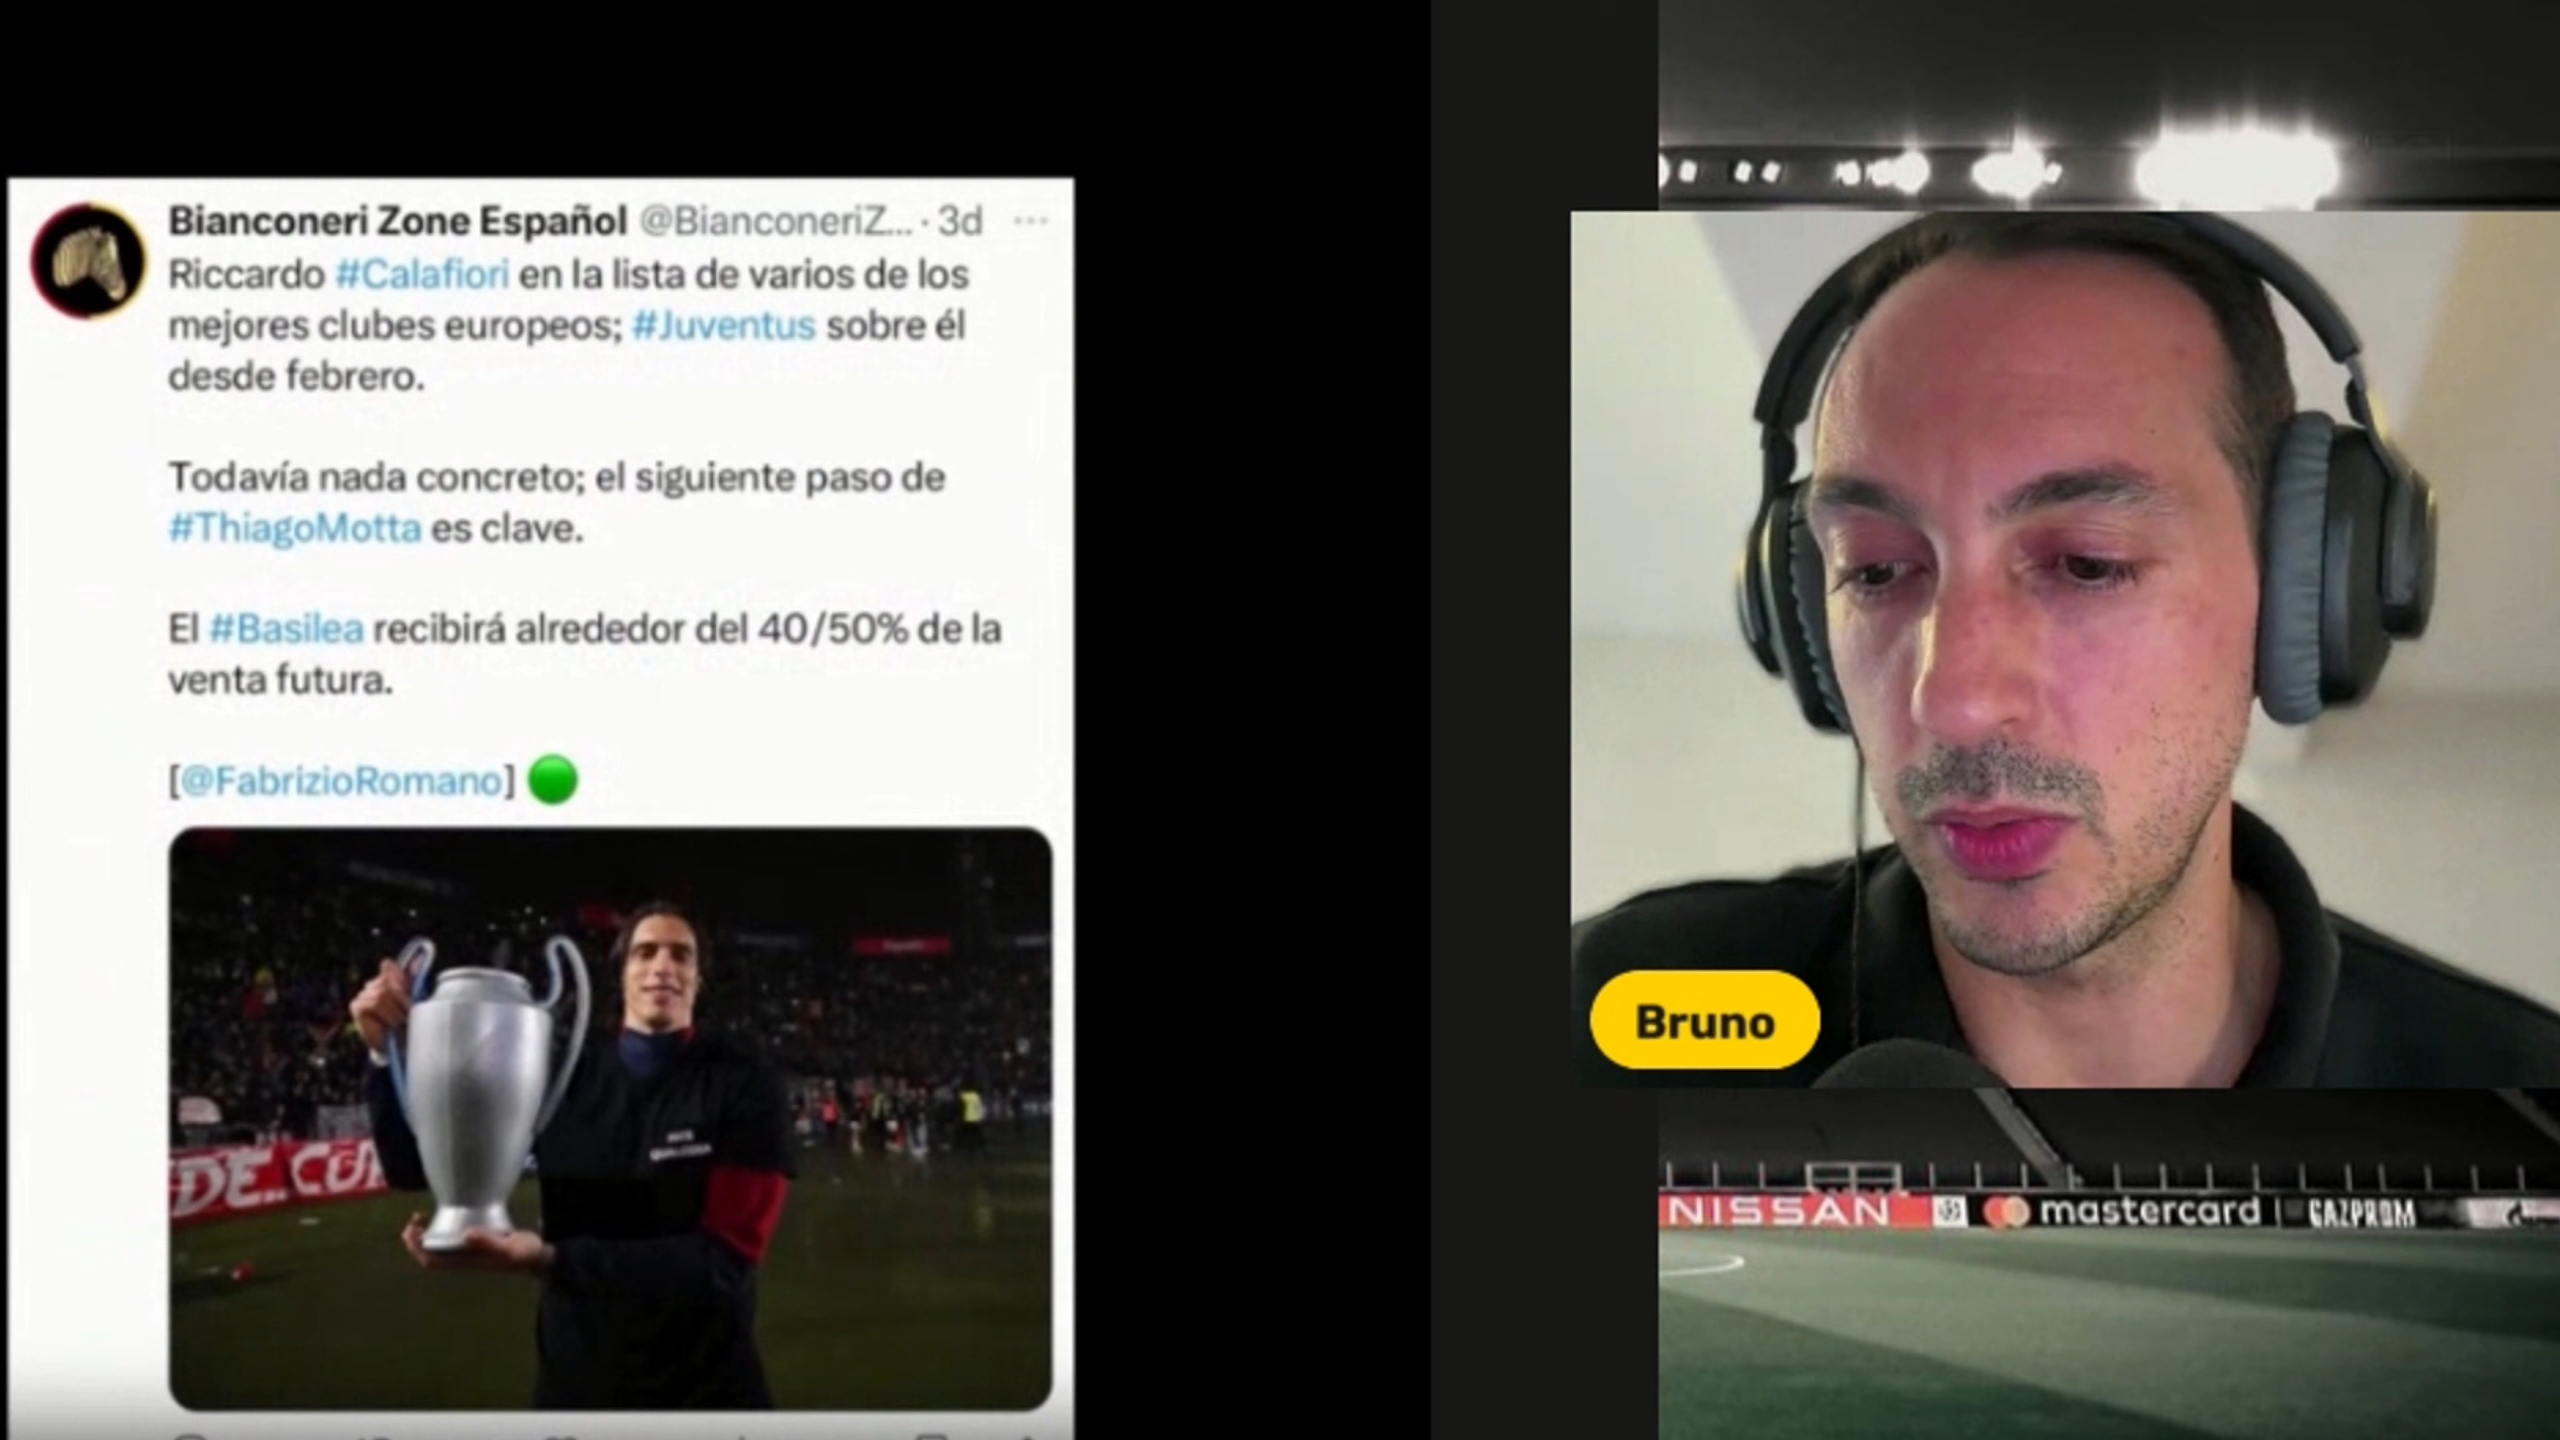 Bianconeri Zone Español @BianconeriZ... · 3d
Riccardo #Calafiori en la lista de varios de los
mejores clubes europeos; #Juventus sobre él
desde febrero.
Todavía nada concreto; el siguiente paso de
#ThiagoMotta es clave.
El #Basilea recibirá alrededor del 40/50% de la
venta futura.
[@FabrizioRomano]
Bruno
NISSAN mastercard GAZPROM